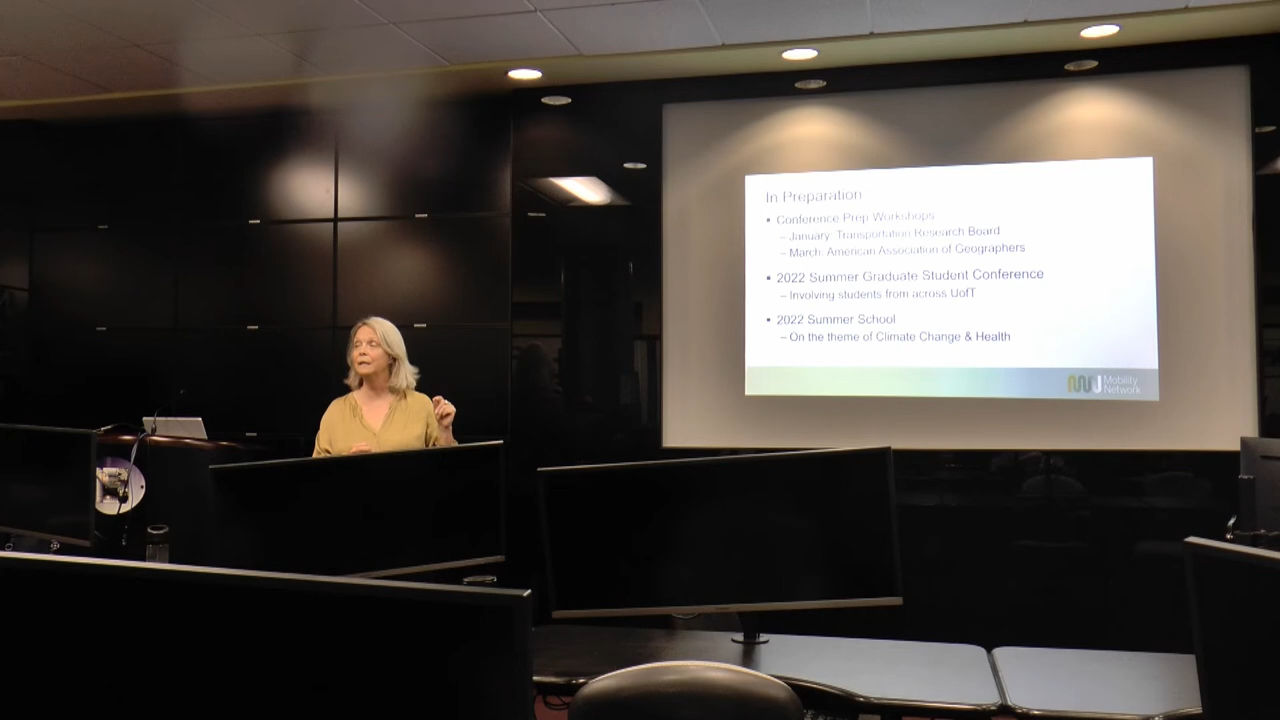 In Preparation
Conference Prep Workshops
– January: Transportation Research Board
– March: American Association of Geographers
2022 Summer Graduate Student Conference
– Involving students from across UofT
2022 Summer School
– On the theme of Climate Change & Health
Mobility
Network